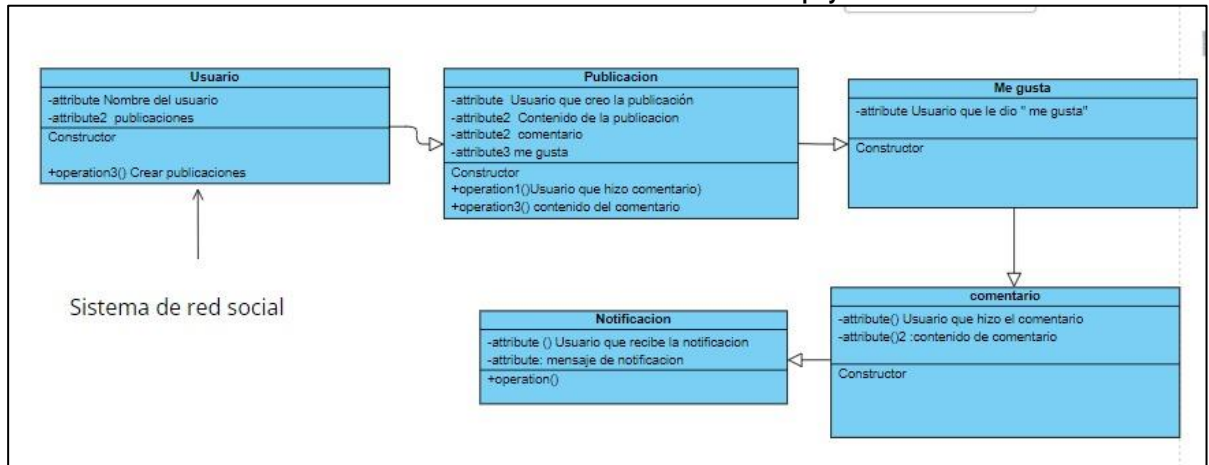 Usuario
-attribute Nombre del usuario
-attribute2 publicaciones
Constructor
+operation3() Crear publicaciones
Publicacion
-attribute Usuario que creo la publicación
-attribute2 Contenido de la publicacion
-attribute2 comentario
-attribute3 me gusta
Constructor
+operation1()Usuario que hizo comentario)
+operation3() contenido del comentario
Me gusta
-attribute Usuario que le dio " me gusta"
Constructor
Sistema de red social
Notificacion
-attribute () Usuario que recibe la notificacion
-attribute: mensaje de notificacion
+operation()
comentario
-attribute() Usuario que hizo el comentario
-attribute()2 :contenido de comentario
Constructor